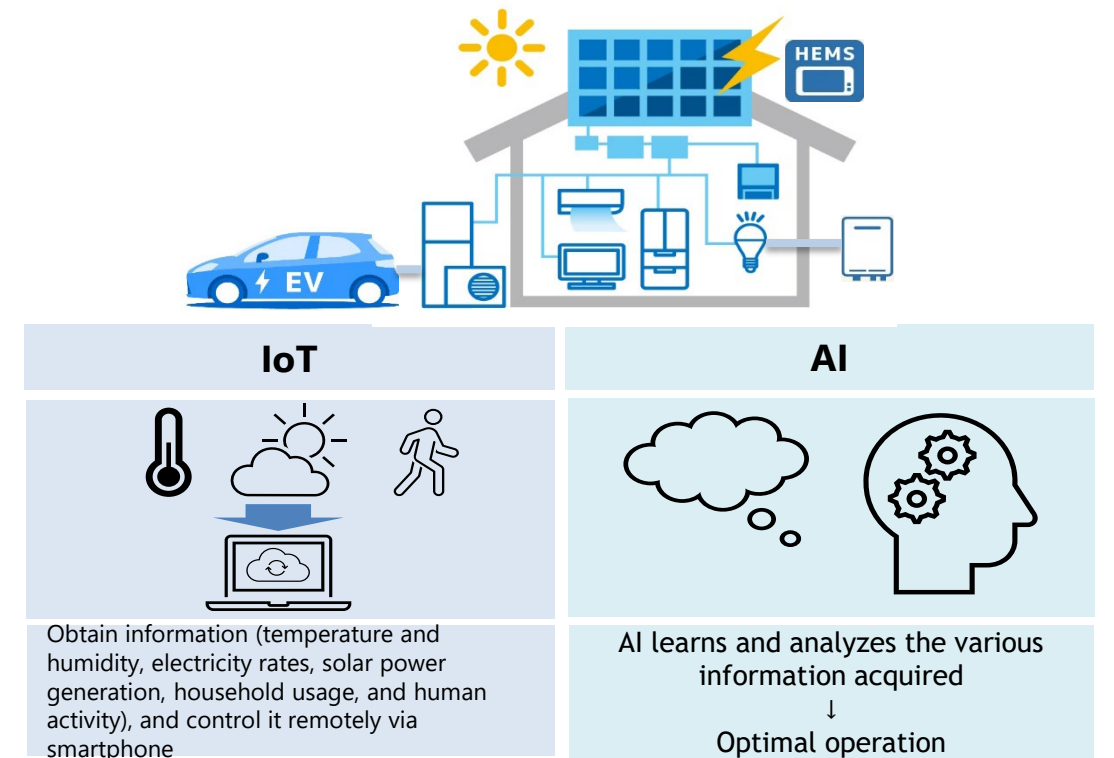 HEMS
EV
IoT
AI
Obtain information (temperature and
humidity, electricity rates, solar power
generation, household usage, and human
activity), and control it remotely via
smartphone
AI learns and analyzes the various
information acquired
↓
Optimal operation